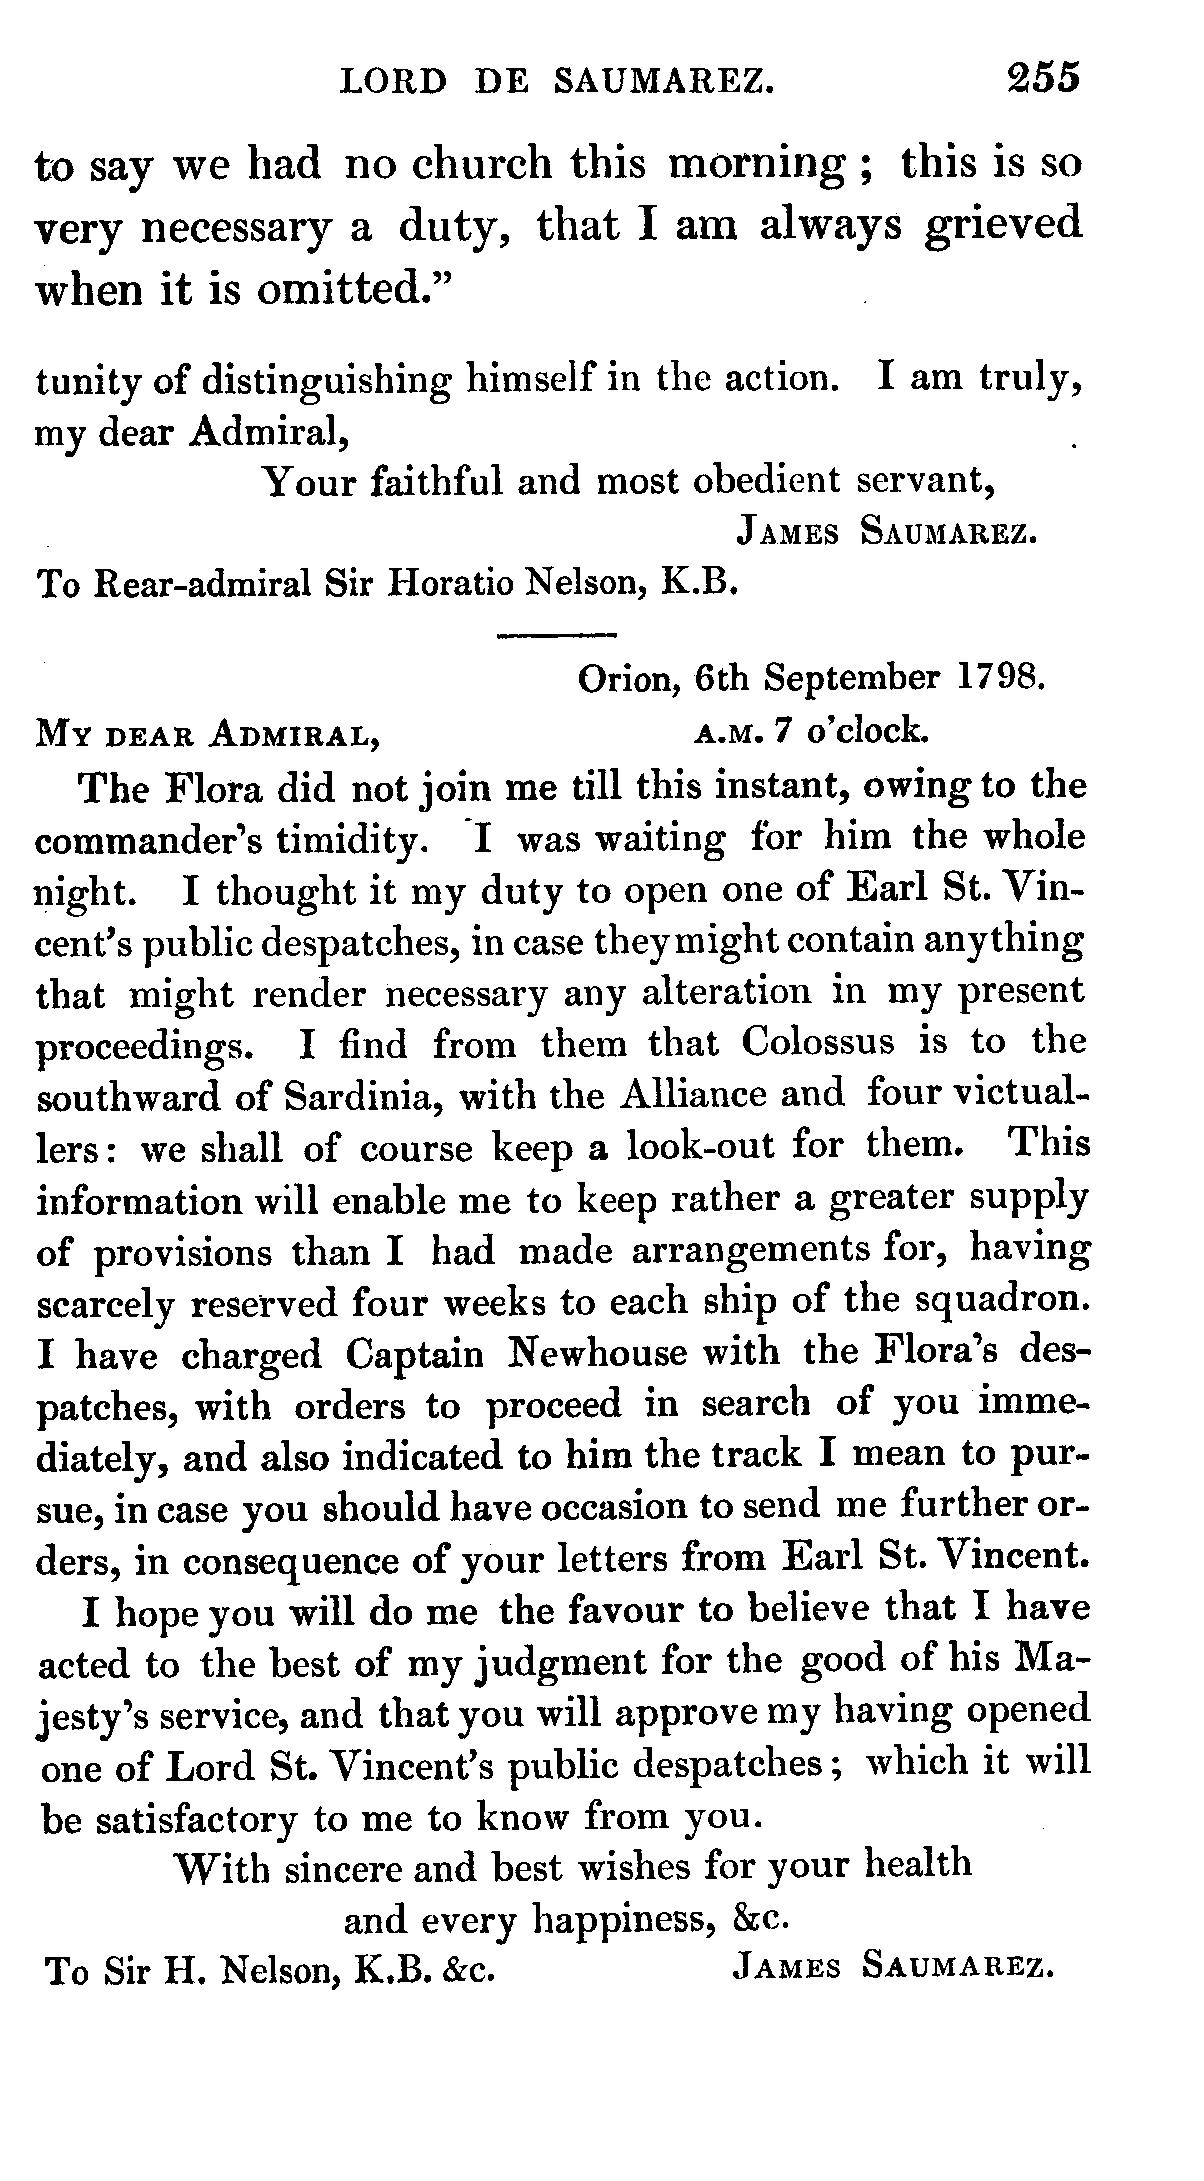 LORD DE SAUMAREZ. 255
to say we had no church this morning; this is so
very necessary a duty, that I am always grieved
when it is omitted.”
tunity of distinguishing himself in the action. I am truly,
my dear Admiral,
Your faithful and most obedient servant,
JAMES SAUMAREZ.
To Rear-admiral Sir Horatio Nelson, K.B.
Orion, 6th September 1798.
MY DEAR ADMIRAL, A.M. 7 o’clock.
The Flora did not join me till this instant, owing to the
commander’s timidity. I was waiting for him the whole
night. I thought it my duty to open one of Earl St. Vin-
cent’s public despatches, in case they might contain anything
that might render necessary any alteration in my present
proceedings. I find from them that Colossus is to the
southward of Sardinia, with the Alliance and four victual-
lers: we shall of course keep a look-out for them. This
information will enable me to keep rather a greater supply
of provisions than I had made arrangements for, having
scarcely reserved four weeks to each ship of the squadron.
I have charged Captain Newhouse with the Flora’s des-
patches, with orders to proceed in search of you imme-
diately, and also indicated to him the track I mean to pur-
sue, in case you should have occasion to send me further or-
ders, in consequence of your letters from Earl St. Vincent.
I hope you will do me the favour to believe that I have
acted to the best of my judgment for the good of his Ma-
jesty’s service, and that you will approve my having opened
one of Lord St. Vincent’s public despatches; which it will
be satisfactory to me to know from you.
With sincere and best wishes for your health
and every happiness, &c.
To Sir H. Nelson, K.B. &c. JAMES SAUMAREZ.